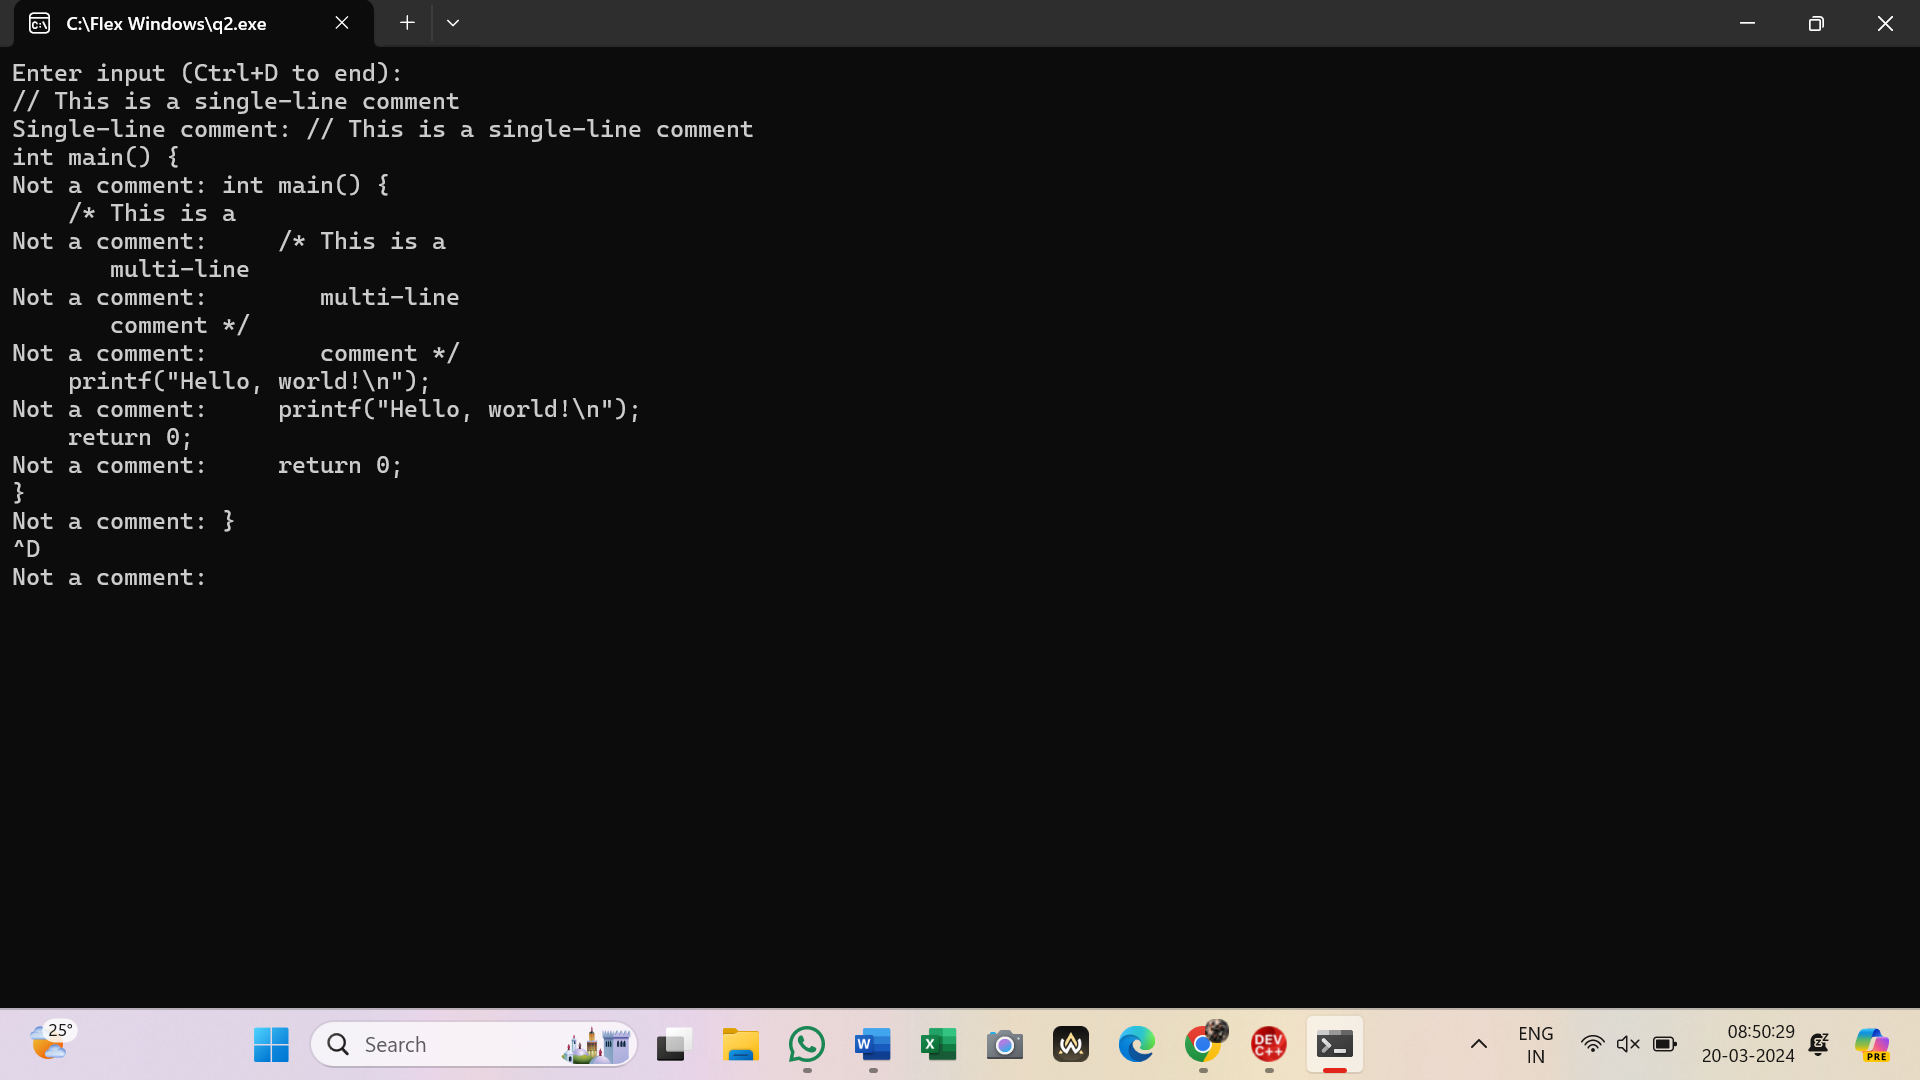 C:\Flex Windows\q2.exe
Enter input (Ctrl+D to end):
// This is a single-line comment
Single-line comment: // This is a single-line comment
int main() {
Not a comment: int main() {
    /* This is a
Not a comment:     /* This is a
       multi-line
Not a comment:        multi-line
       comment */
Not a comment:        comment */
    printf("Hello, world!\n");
Not a comment:     printf("Hello, world!\n");
    return 0;
Not a comment:     return 0;
}
Not a comment: }
^D
Not a comment:
25°
Search
W
X
DEV
C++
ENG
IN
08:50:29
20-03-2024
PRE